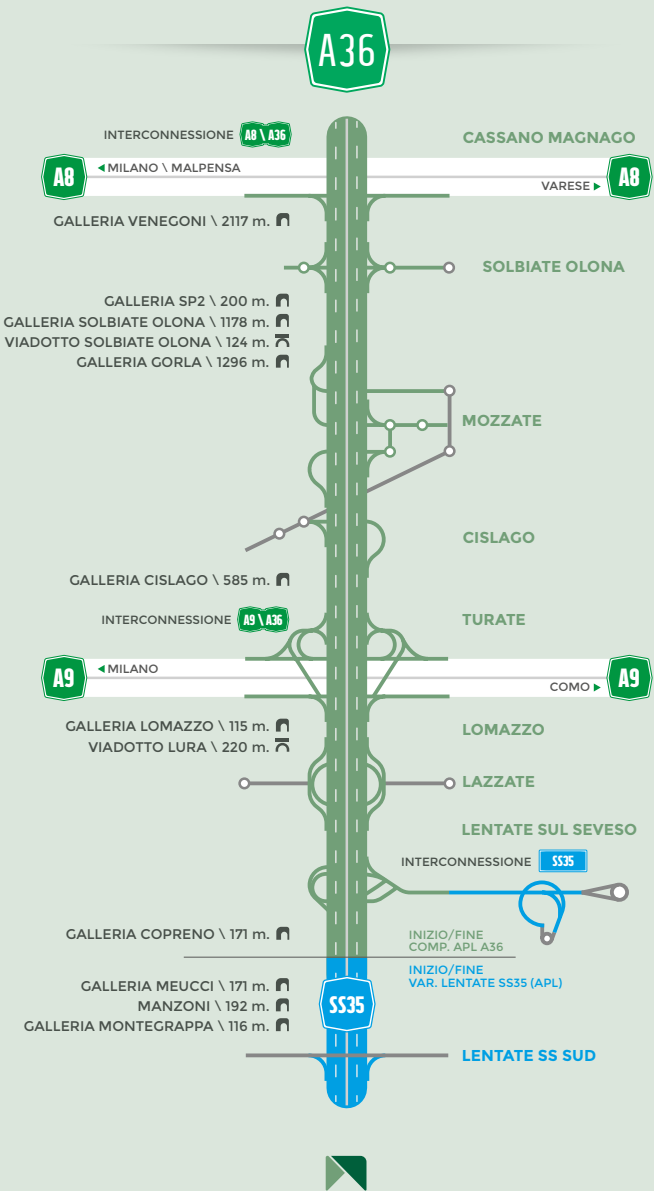 A36
INTERCONNESSIONE A8 \ A36
CASSANO MAGNAGO
A8
MILANO \ MALPENSA
VARESE
A8
GALLERIA VENEGONI \ 2117 m.
SOLBIATE OLONA
GALLERIA SP2 \ 200 m.
GALLERIA SOLBIATE OLONA \ 1178 m.
VIADOTTO SOLBIATE OLONA \ 124 m.
GALLERIA GORLA \ 1296 m.
MOZZATE
CISLAGO
GALLERIA CISLAGO \ 585 m.
INTERCONNESSIONE A9 \ A36
TURATE
A9
MILANO
COMO
A9
GALLERIA LOMAZZO \ 115 m.
VIADOTTO LURA \ 220 m.
LOMAZZO
LAZZATE
LENTATE SUL SEVESO
INTERCONNESSIONE SS35
GALLERIA COPRENO \ 171 m.
INIZIO/FINE
COMP. APL A36
INIZIO/FINE
VAR. LENTATE SS35 (APL)
GALLERIA MEUCCI \ 171 m.
MANZONI \ 192 m.
GALLERIA MONTEGRAPPA \ 116 m.
SS35
LENTATE SS SUD